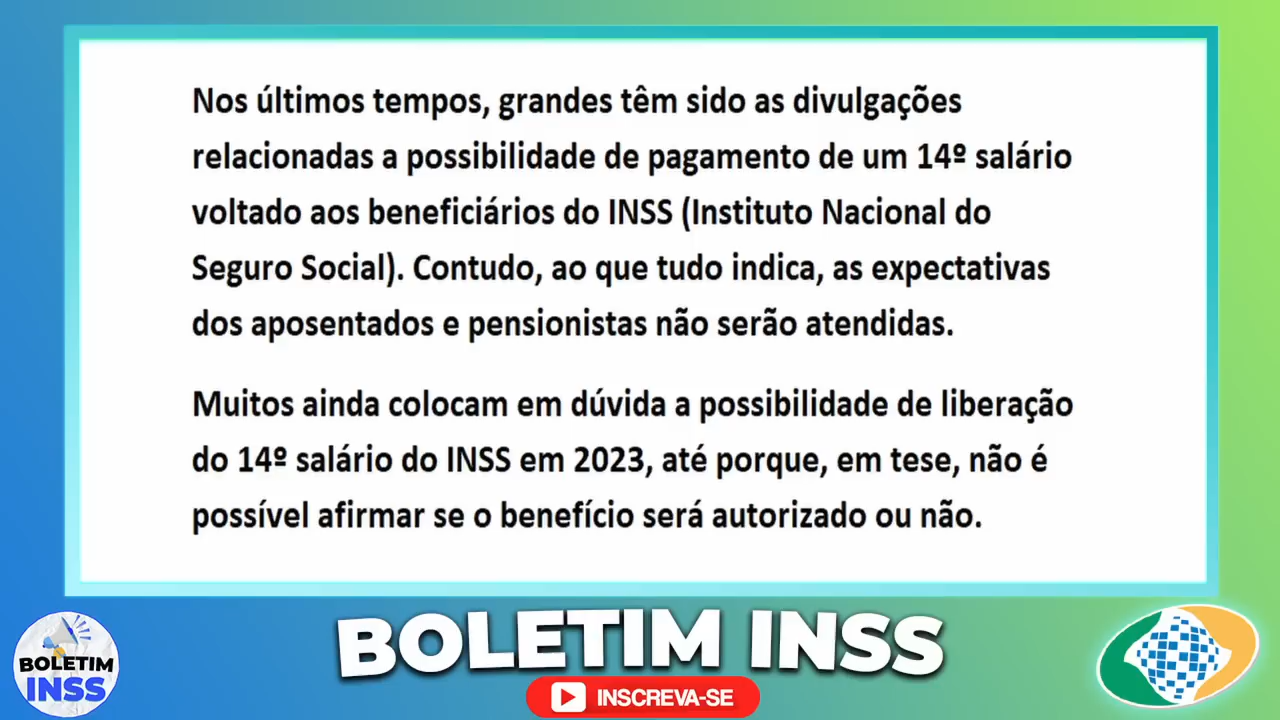 Nos últimos tempos, grandes têm sido as divulgações
relacionadas a possibilidade de pagamento de um 14º salário
voltado aos beneficiários do INSS (Instituto Nacional do
Seguro Social). Contudo, ao que tudo indica, as expectativas
dos aposentados e pensionistas não serão atendidas.
Muitos ainda colocam em dúvida a possibilidade de liberação
do 14º salário do INSS em 2023, até porque, em tese, não é
possível afirmar se o benefício será autorizado ou não.
BOLETIM
INSS
BOLETIM INSS
INSCREVA-SE